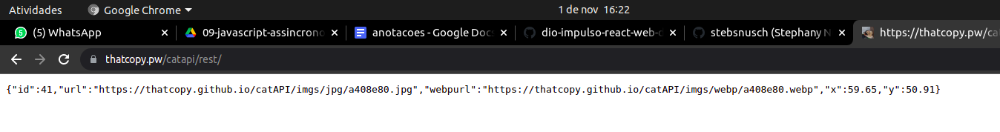 Atividades Google Chrome 1 de nov 16:22
(5) WhatsApp 09-javascript-assincrono anotacoes - Google Docs dio-impulso-react-web-d stebsnusch (Stephany N https://thatcopy.pw/ca
thatcopy.pw/catapi/rest/
{"id":41,"url":"https://thatcopy.github.io/catAPI/imgs/jpg/a408e80.jpg","webpurl":"https://thatcopy.github.io/catAPI/imgs/webp/a408e80.webp","x":59.65,"y":50.91}